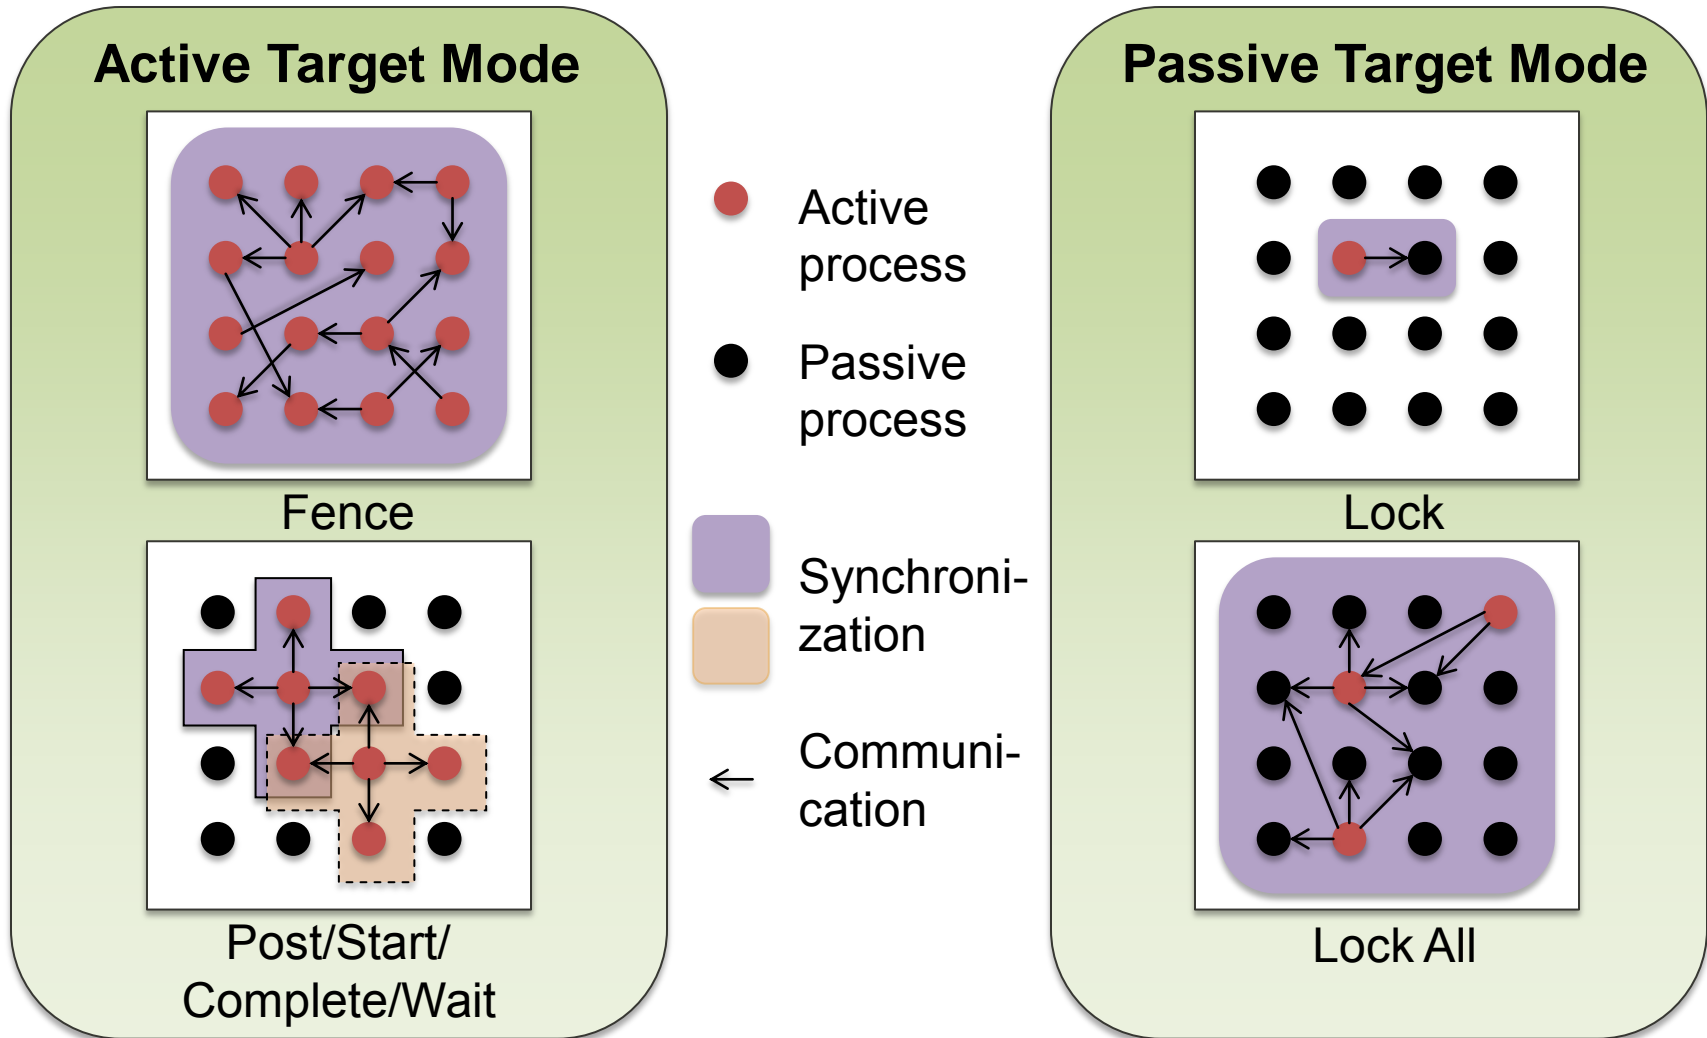 Active Target Mode
Fence
Post/Start/
Complete/Wait
Active
process
Passive
process
Synchroni-
zation
Communi-
cation
Passive Target Mode
Lock
Lock All